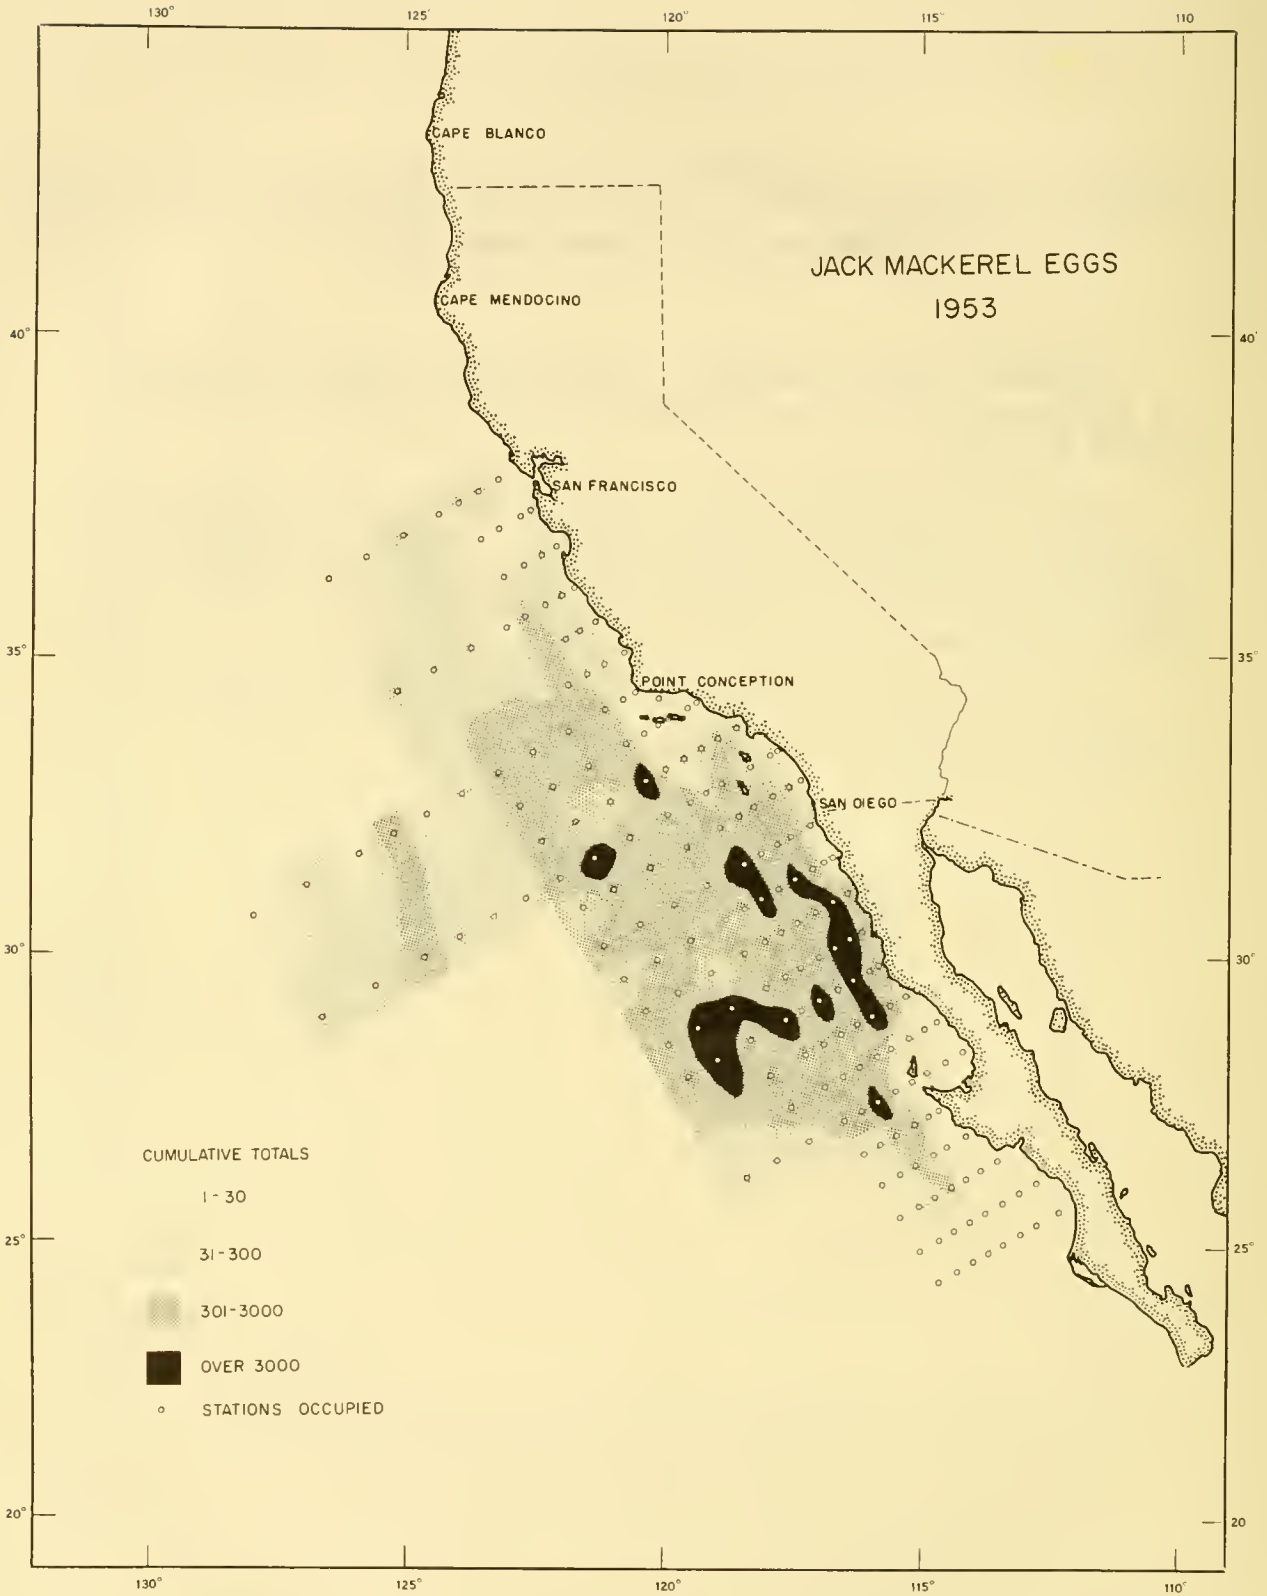 130° 125° 120° 115° 110
CAPE BLANCO
JACK MACKEREL EGGS
1953
CAPE MENDOCINO
40° 40°
SAN FRANCISCO
35° 35°
POINT CONCEPTION
SAN DIEGO
30° 30°
CUMULATIVE TOTALS
1-30
25° 25°
31-300
301-3000
OVER 3000
STATIONS OCCUPIED
20° 20
130° 125° 120° 115° 110°